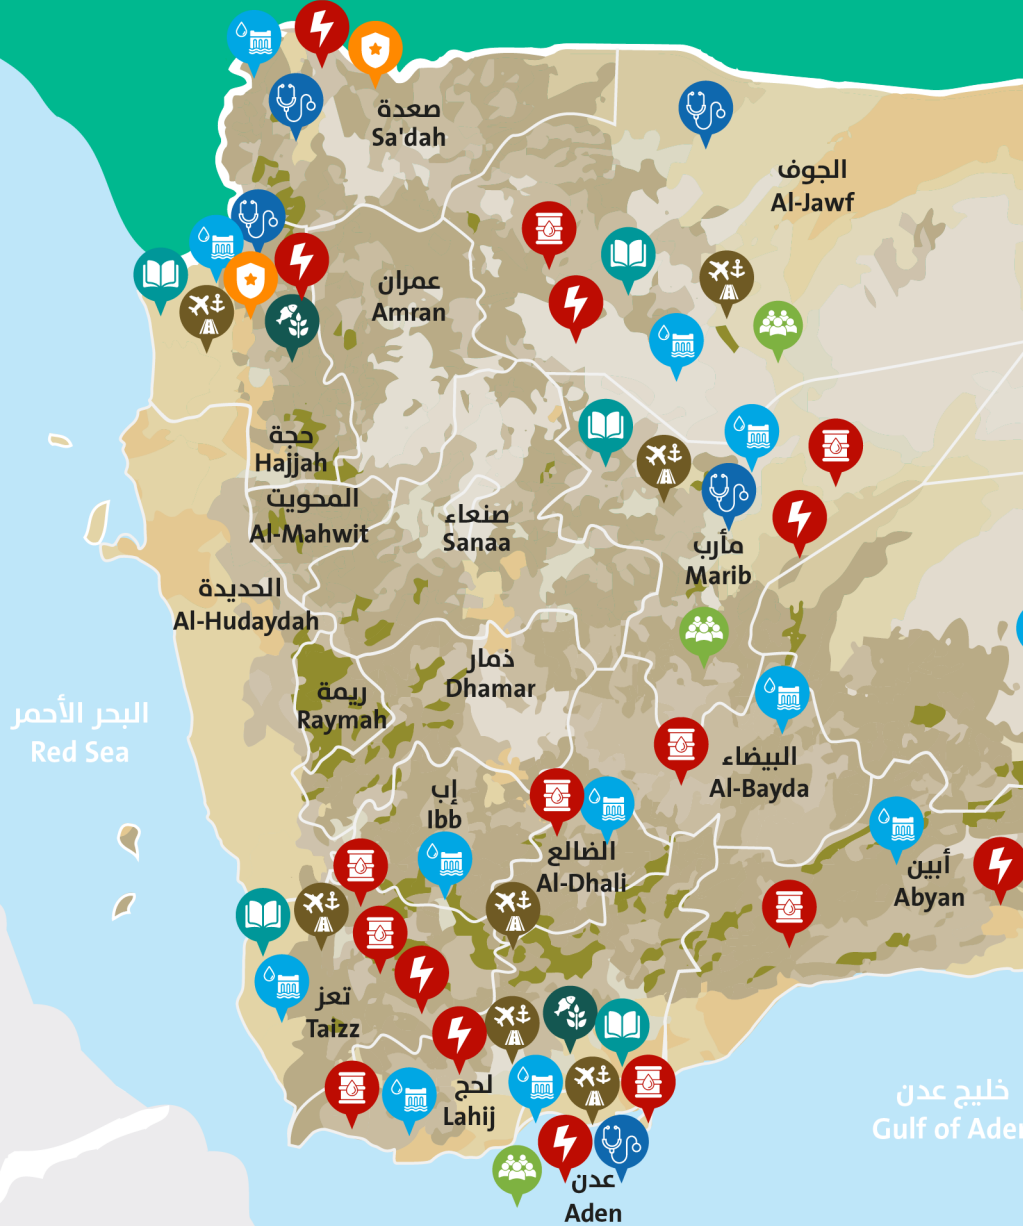 صعدة
Sa'dah
الجوف
Al-Jawf
عمران
Amran
حجة
Hajjah
المحويت
Al-Mahwit
صنعاء
Sanaa
مأرب
Marib
الحديدة
Al-Hudaydah
ذمار
Dhamar
ريمة
Raymah
البحر الأحمر
Red Sea
البيضاء
Al-Bayda
إب
Ibb
الضالع
Al-Dhali
أبين
Abyan
تعز
Taizz
لحج
Lahij
خليج عدن
Gulf of Aden
عدن
Aden